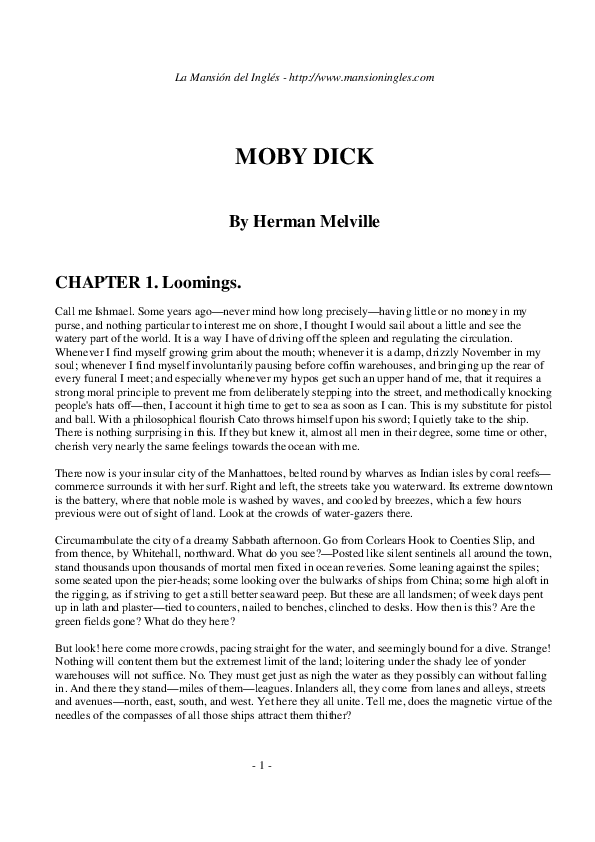 La Mansión del Inglés - http://www.mansioningles.com
MOBY DICK
By Herman Melville
CHAPTER 1. Loomings.
Call me Ishmael. Some years ago—never mind how long precisely—having little or no money in my
purse, and nothing particular to interest me on shore, I thought I would sail about a little and see the
watery part of the world. It is a way I have of driving off the spleen and regulating the circulation.
Whenever I find myself growing grim about the mouth; whenever it is a damp, drizzly November in my
soul; whenever I find myself involuntarily pausing before coffin warehouses, and bringing up the rear of
every funeral I meet; and especially whenever my hypos get such an upper hand of me, that it requires a
strong moral principle to prevent me from deliberately stepping into the street, and methodically knocking
people's hats off—then, I account it high time to get to sea as soon as I can. This is my substitute for pistol
and ball. With a philosophical flourish Cato throws himself upon his sword; I quietly take to the ship.
There is nothing surprising in this. If they but knew it, almost all men in their degree, some time or other,
cherish very nearly the same feelings towards the ocean with me.
There now is your insular city of the Manhattoes, belted round by wharves as Indian isles by coral reefs—
commerce surrounds it with her surf. Right and left, the streets take you waterward. Its extreme downtown
is the battery, where that noble mole is washed by waves, and cooled by breezes, which a few hours
previous were out of sight of land. Look at the crowds of water-gazers there.
Circumambulate the city of a dreamy Sabbath afternoon. Go from Corlears Hook to Coenties Slip, and
from thence, by Whitehall, northward. What do you see?—Posted like silent sentinels all around the town,
stand thousands upon thousands of mortal men fixed in ocean reveries. Some leaning against the spiles;
some seated upon the pier-heads; some looking over the bulwarks of ships from China; some high aloft in
the rigging, as if striving to get a still better seaward peep. But these are all landsmen; of week days pent
up in lath and plaster—tied to counters, nailed to benches, clinched to desks. How then is this? Are the
green fields gone? What do they here?
But look! here come more crowds, pacing straight for the water, and seemingly bound for a dive. Strange!
Nothing will content them but the extremest limit of the land; loitering under the shady lee of yonder
warehouses will not suffice. No. They must get just as nigh the water as they possibly can without falling
in. And there they stand—miles of them—leagues. Inlanders all, they come from lanes and alleys, streets
and avenues—north, east, south, and west. Yet here they all unite. Tell me, does the magnetic virtue of the
needles of the compasses of all those ships attract them thither?
- 1 -